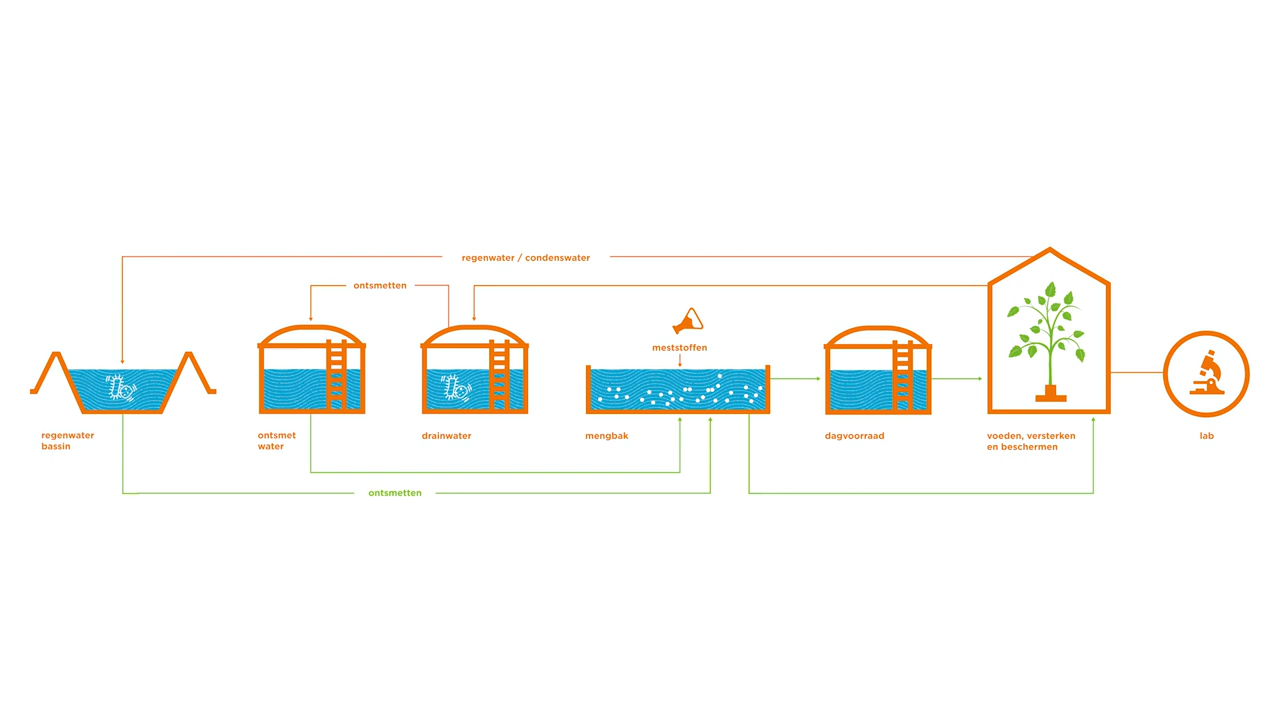 regenwater / condenswater
ontsmetten
meststoffen
regenwater
bassin
ontsmet
water
drainwater
mengbak
dagvoorraad
voeden, versterken
en beschermen
lab
ontsmetten